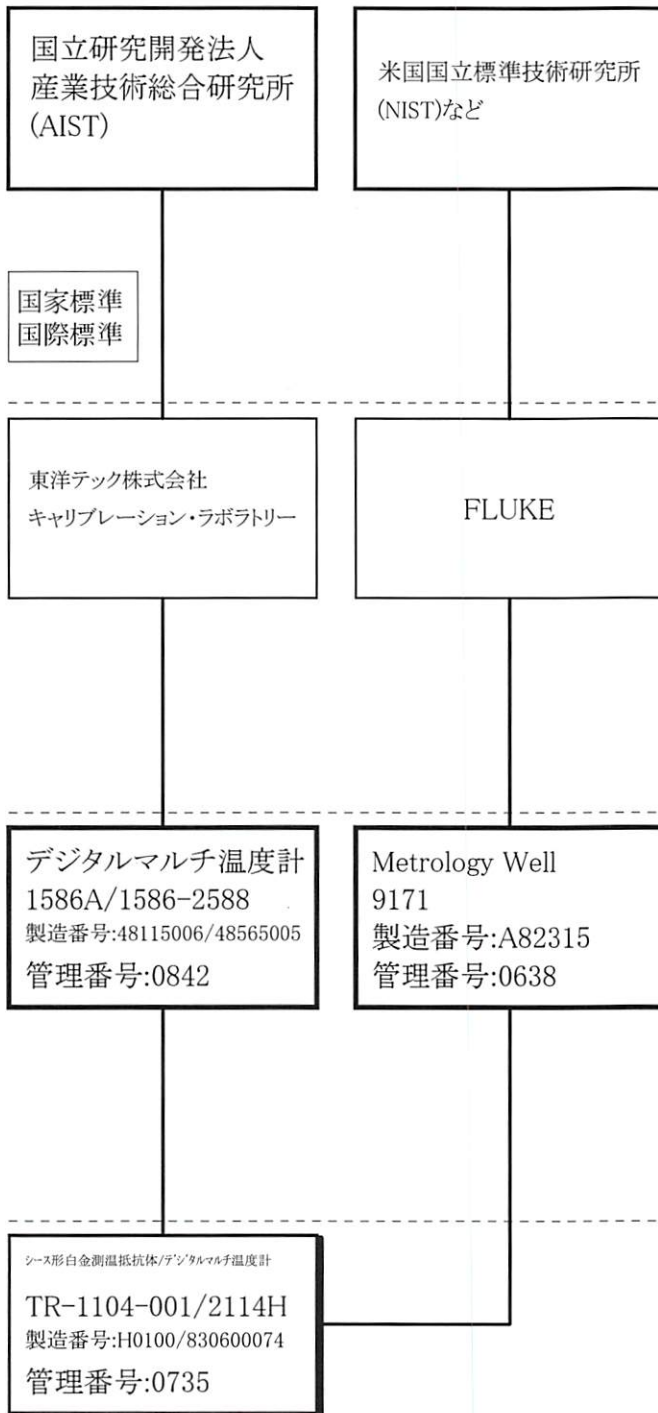 国立研究開発法人
産業技術総合研究所
(AIST)
米国国立標準技術研究所
(NIST)など
国家標準
国際標準
東洋テック株式会社
キャリブレーション・ラボラトリー
FLUKE
デジタルマルチ温度計
1586A/1586-2588
製造番号:48115006/48565005
管理番号:0842
Metrology Well
9171
製造番号:A82315
管理番号:0638
シース形白金測温抵抗体/デジタルマルチ温度計
TR-1104-001/2114H
製造番号:H0100/830600074
管理番号:0735